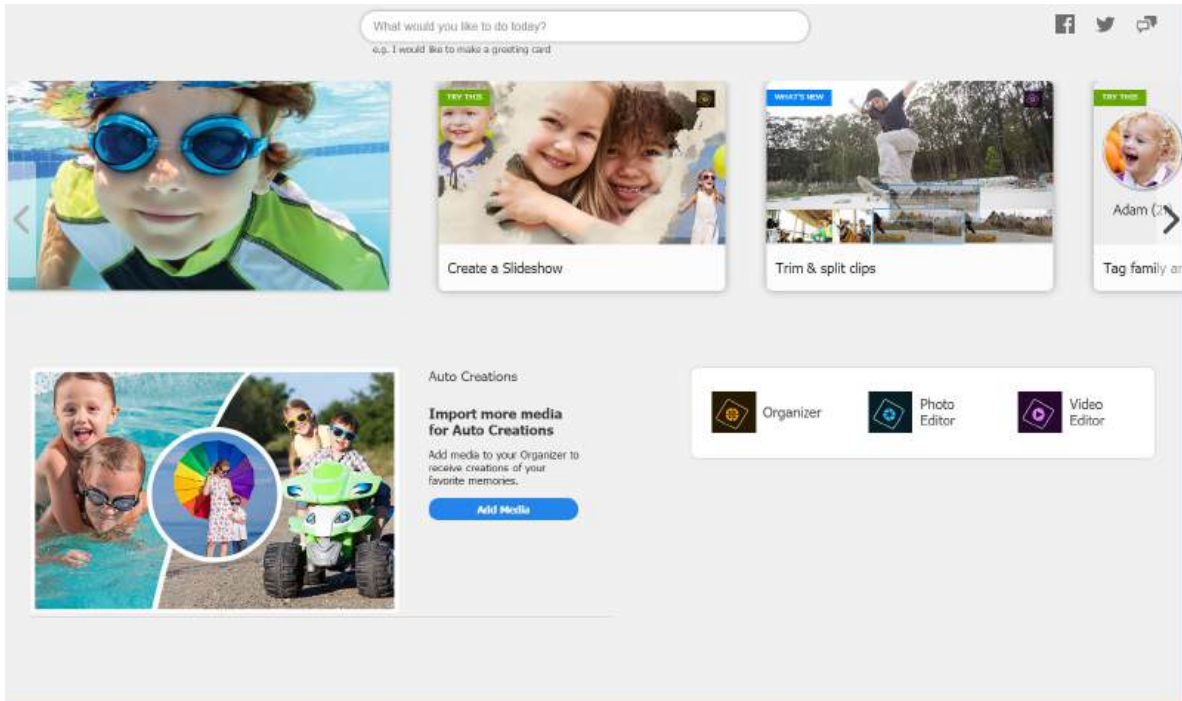 What would you like to do today?
e.g. I would like to make a greeting card
TRY THIS
WHAT'S NEW
TRY THIS
Adam (2
Create a Slideshow
Trim & split clips
Tag family
Auto Creations
Import more media
for Auto Creations
Add media to your Organizer to
receive creations of your
favorite memories.
Add Media
Organizer
Photo
Editor
Video
Editor